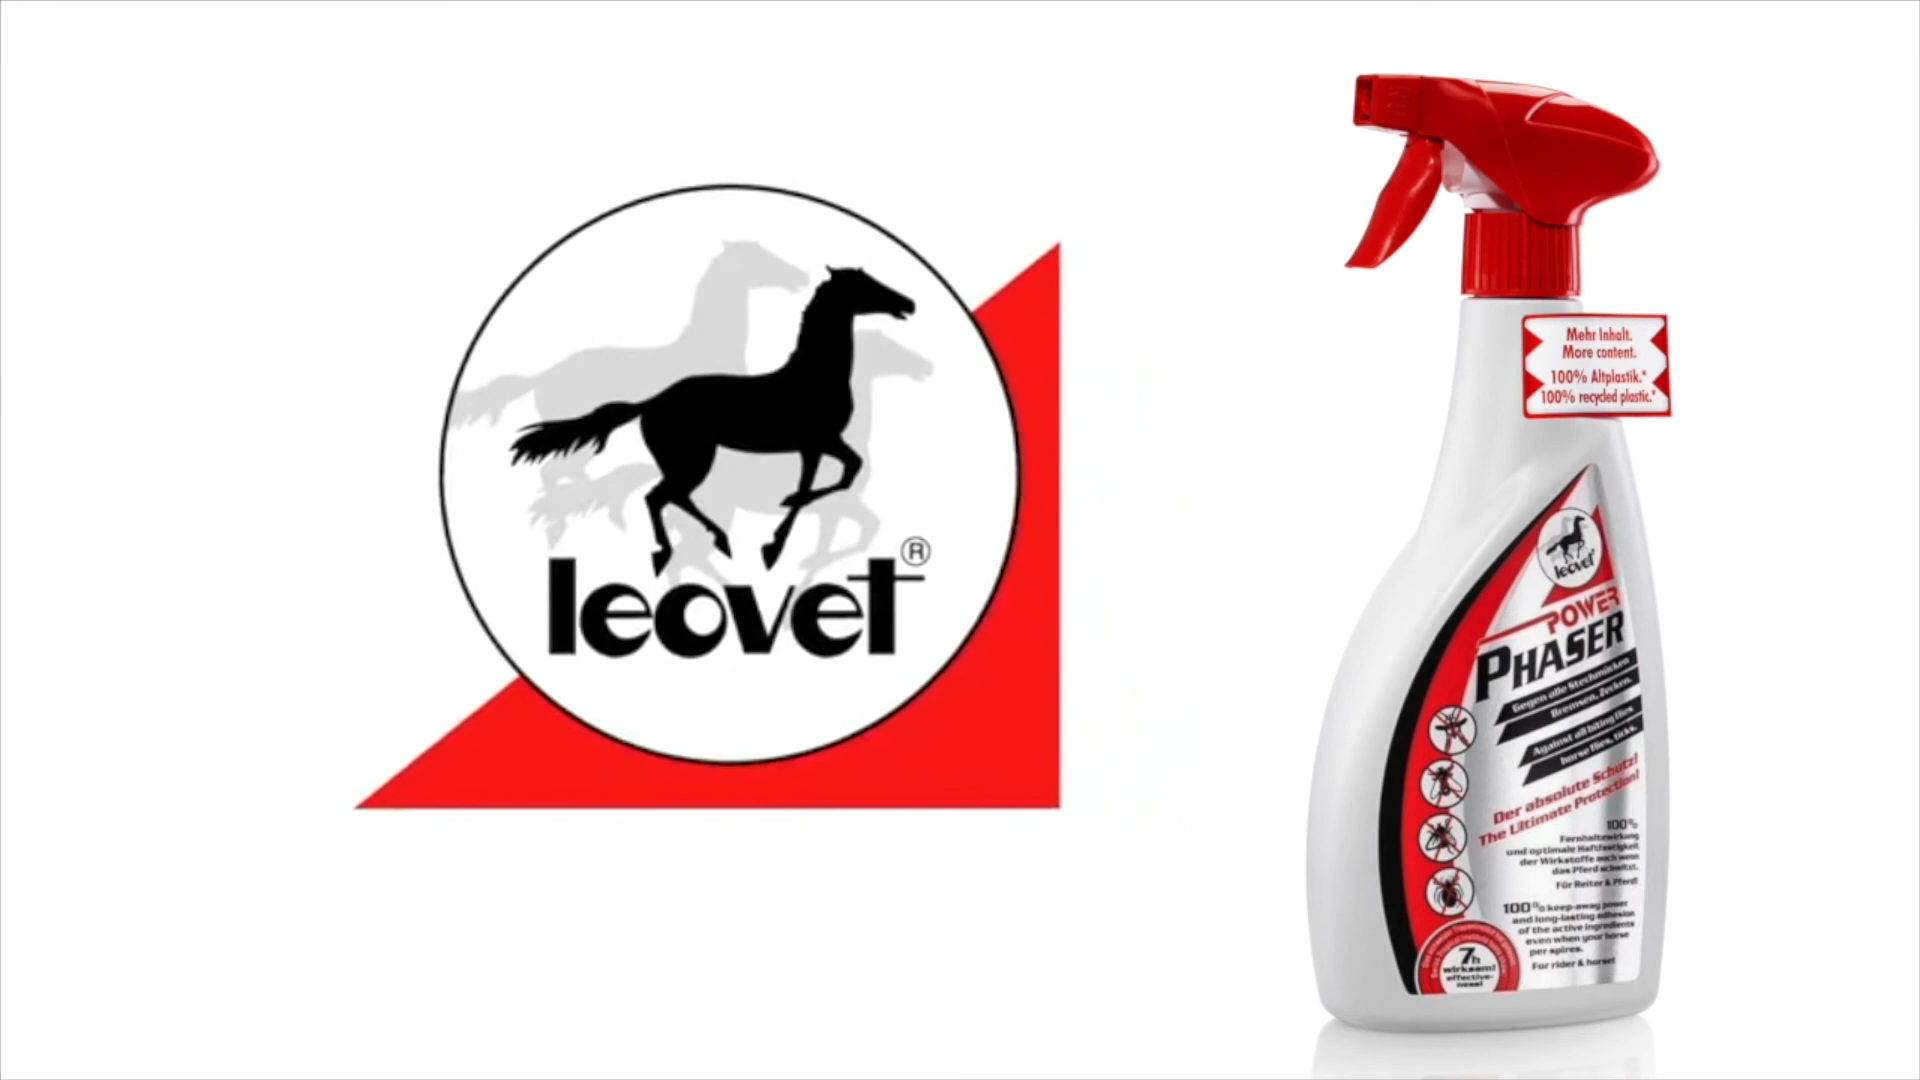 leovet®
Mehr Inhalt.
More content.
100% Altplastik.*
100% recycled plastic.*
leovet
POWER
PHASER
Gegen alle Stechmücken
Bremsen, Zecken.
Against all biting flies
horse flies, ticks.
Der absolute Schutz!
The Ultimate Protection!
100%
Fernhaltewirkung
und optimale Haftfestigkeit
der Wirkstoffe auch wenn
das Pferd schwitzt.
Für Reiter & Pferd!
100% keep-away power
and long-lasting adhesion
of the active ingredients
even when your horse
per spires.
For rider & horse!
7h
wirksam!
effective-
ness!